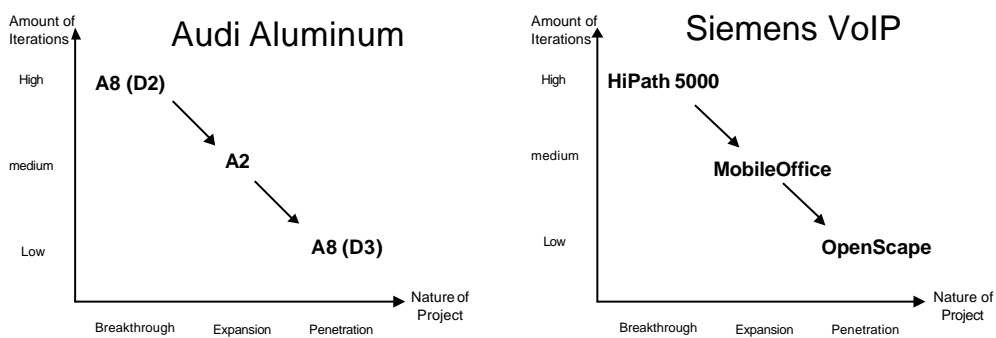 Amount of
Iterations
Audi Aluminum
High
A8 (D2)
medium
A2
Low
A8 (D3)
Nature of
Project
Breakthrough Expansion Penetration
Amount of
Iterations
Siemens VoIP
High
HiPath 5000
medium
MobileOffice
Low
OpenScape
Nature of
Project
Breakthrough Expansion Penetration